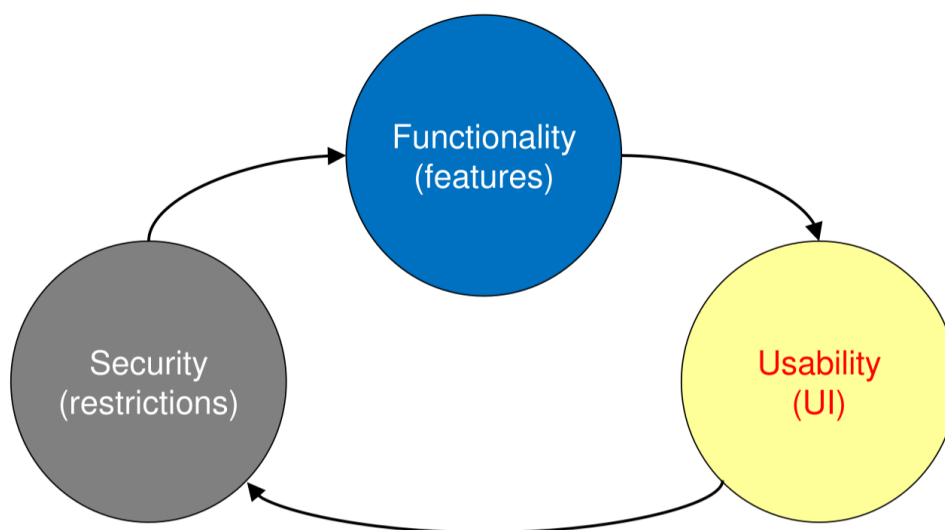 Functionality
(features)
Security
(restrictions)
Usability
(UI)